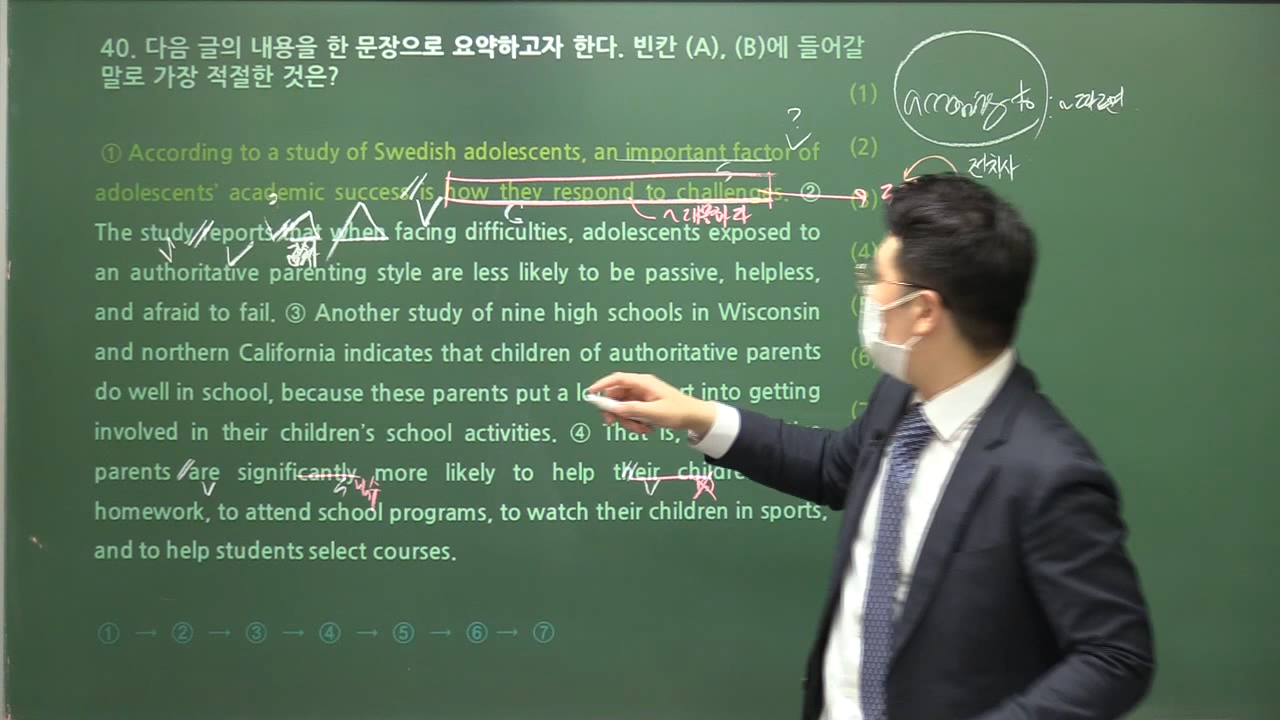 40. 다음 글의 내용을 한 문장으로 요약하고자 한다. 빈칸 (A), (B)에 들어갈
말로 가장 적절한 것은?
① According to a study of Swedish adolescents, an important factor of
adolescents' academic success is how they respond to challenges. ②
The study reports that when facing difficulties, adolescents exposed to
an authoritative parenting style are less likely to be passive, helpless,
and afraid to fail. ③ Another study of nine high schools in Wisconsin
and northern California indicates that children of authoritative parents
do well in school, because these parents put a into getting
involved in their children's school activities. ④ That is,
parents are significantly more likely to help their
homework, to attend school programs, to watch their children in sports,
and to help students select courses.
① → ② → ③ → ④ → ⑤ → ⑥ → ⑦
(1)
(2)
(4)
(6)
according to : ~따르면
전치사
~대응하다